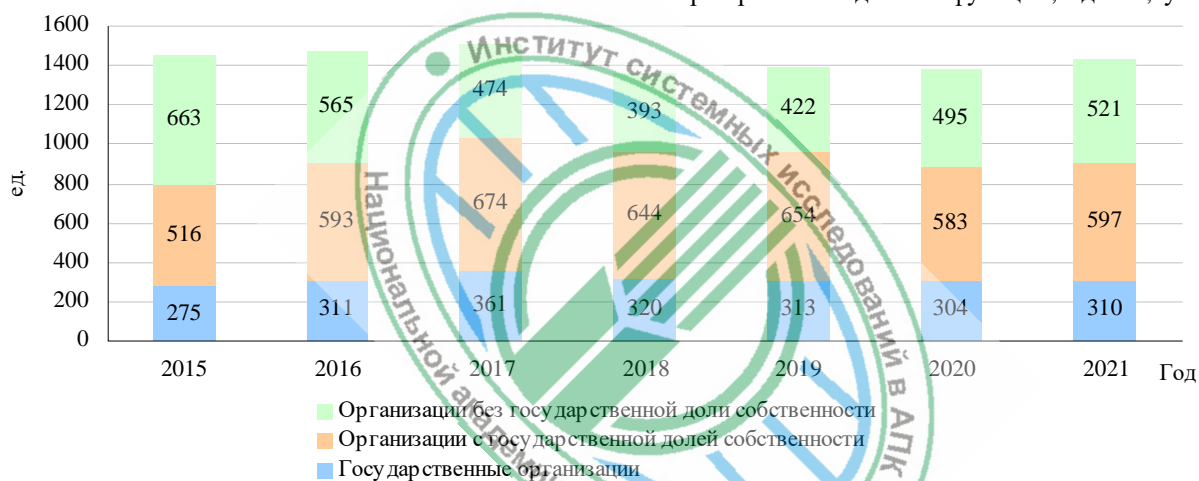 1600
1400
1200
1000
800
600
400
200
0
ед.
663 565 474 393 422 495 521
516 593 674 644 654 583 597
275 311 361 320 313 304 310
2015 2016 2017 2018 2019 2020 2021 Год
Организации без государственной доли собственности
Организации с государственной долей собственности
Государственные организации
Институт системных исследований в АПК
Национальной